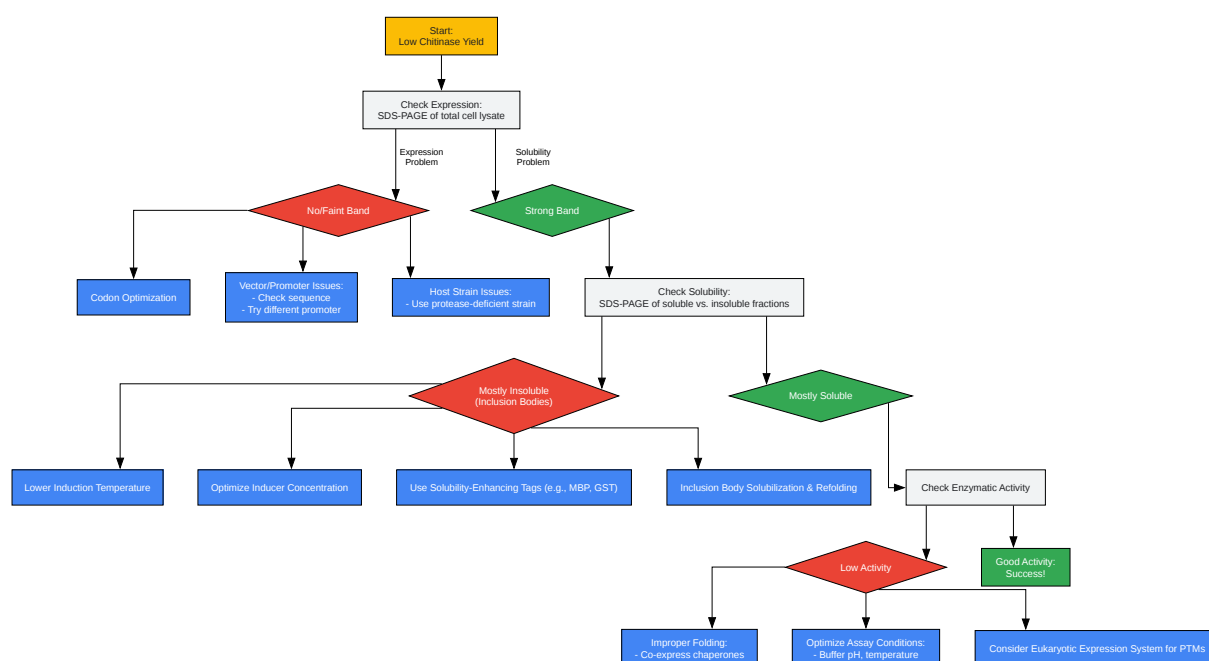 Start:
Low Chitinase Yield
Check Expression:
SDS-PAGE of total cell lysate
Expression
Problem
Solubility
Problem
No/Faint Band
Strong Band
Codon Optimization
Vector/Promoter Issues:
- Check sequence
- Try different promoter
Host Strain Issues:
- Use protease-deficient strain
Check Solubility:
SDS-PAGE of soluble vs. insoluble fractions
Mostly Insoluble
(Inclusion Bodies)
Mostly Soluble
Lower Induction Temperature
Optimize Inducer Concentration
Use Solubility-Enhancing Tags (e.g., MBP, GST)
Inclusion Body Solubilization & Refolding
Check Enzymatic Activity
Low Activity
Good Activity:
Success!
Improper Folding:
- Co-express chaperones
Optimize Assay Conditions:
- Buffer pH, temperature
Consider Eukaryotic Expression System for PTMs